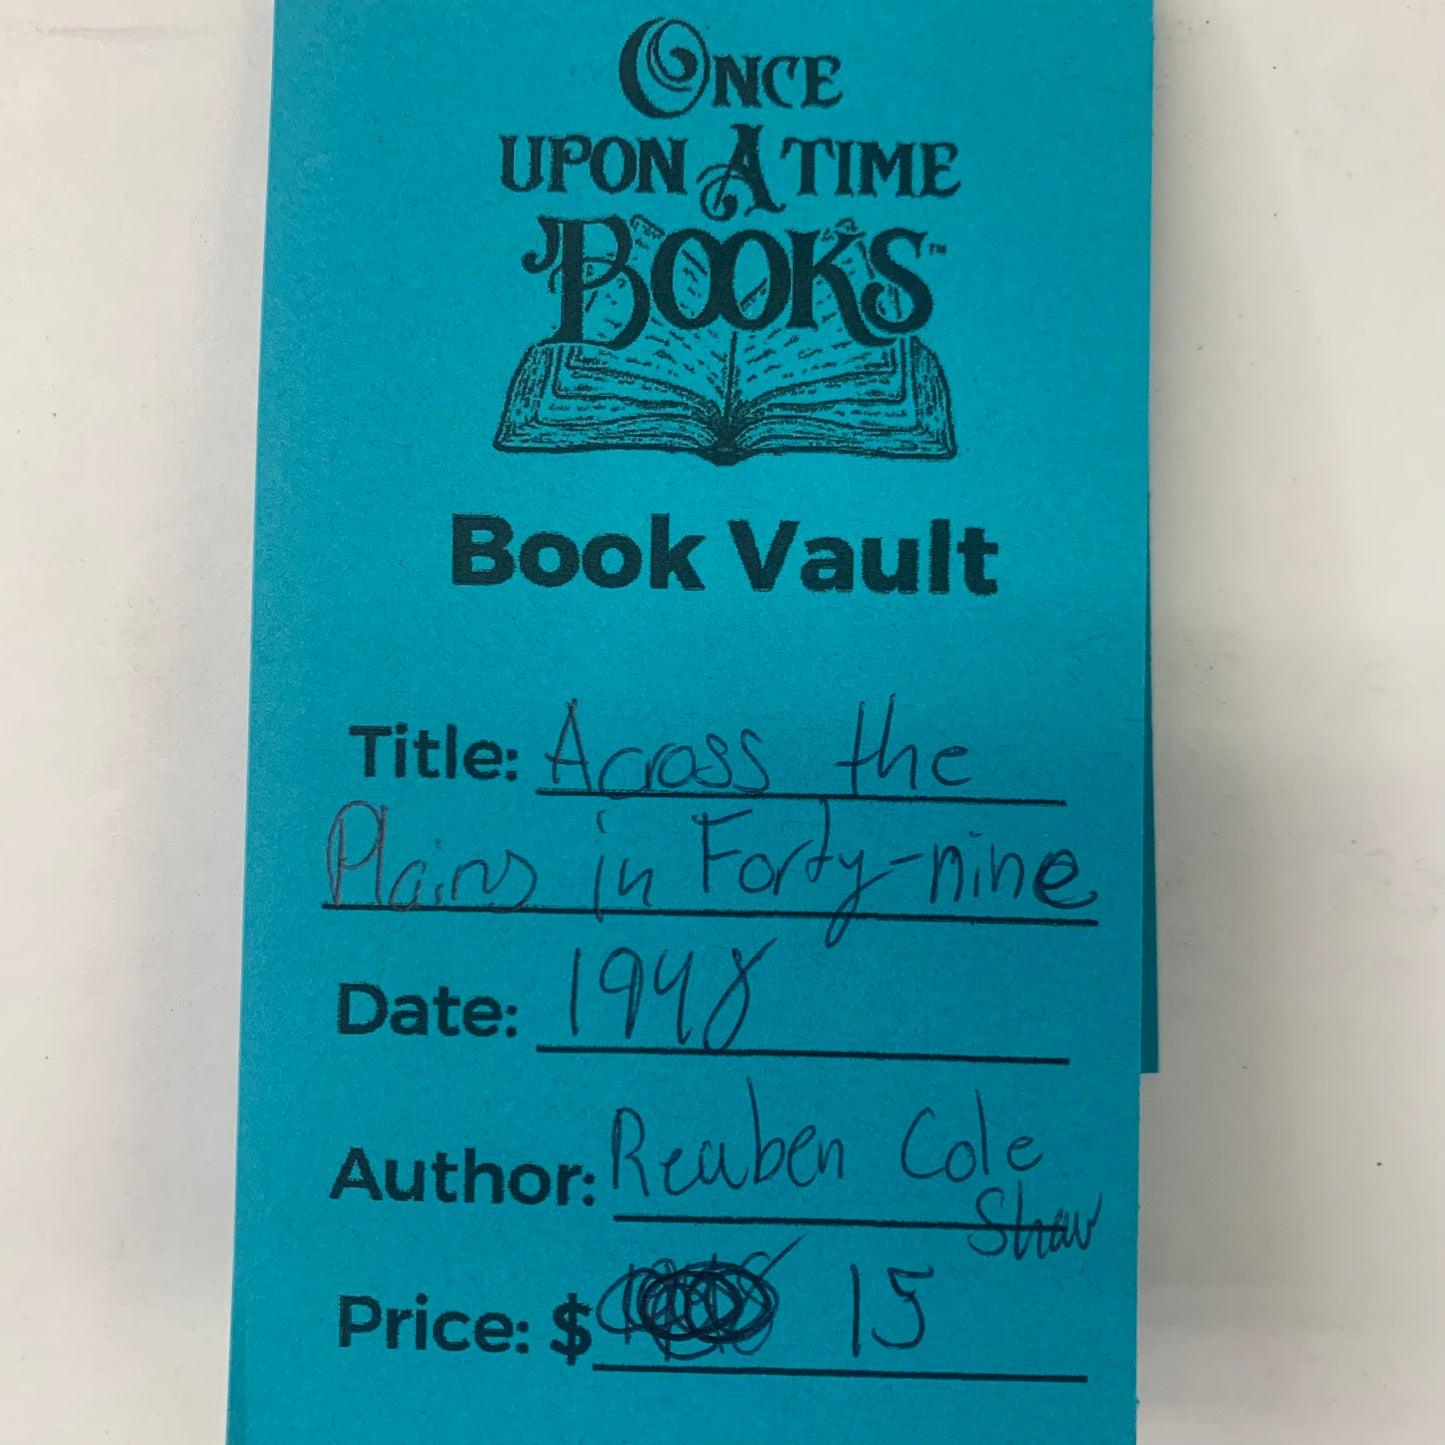 ONCE
UPON A TIME
BOOKS™
Book Vault
Title: Across the
Plains in Forty-nine
Date: 1948
Author: Reuben Cole
Shaw
Price: $ 15